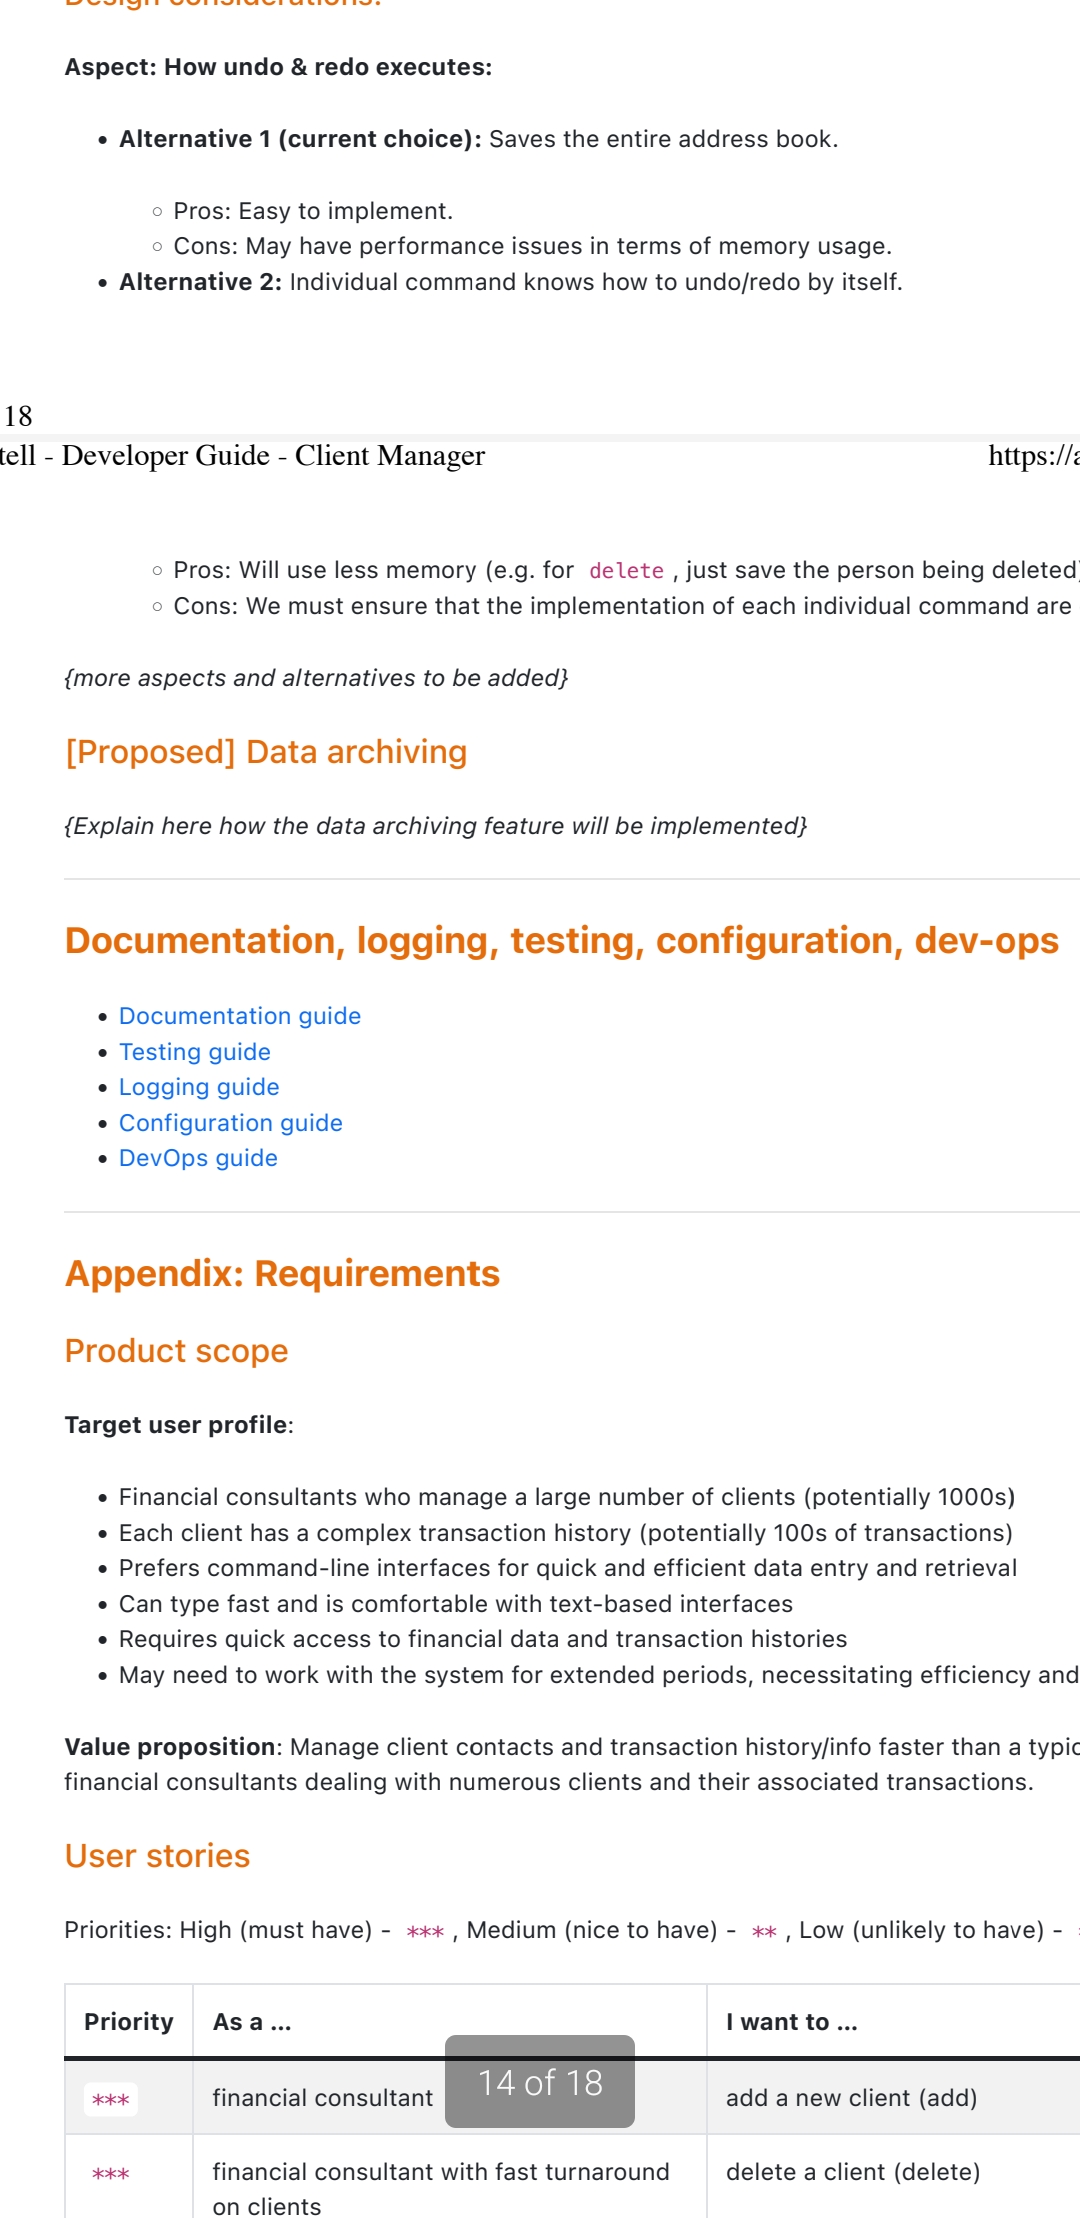 Design considerations:
Aspect: How undo & redo executes:
• Alternative 1 (current choice): Saves the entire address book.
○ Pros: Easy to implement.
○ Cons: May have performance issues in terms of memory usage.
• Alternative 2: Individual command knows how to undo/redo by itself.
18
tell - Developer Guide - Client Manager https://a
○ Pros: Will use less memory (e.g. for delete , just save the person being deleted)
○ Cons: We must ensure that the implementation of each individual command are
{more aspects and alternatives to be added}
[Proposed] Data archiving
{Explain here how the data archiving feature will be implemented}
Documentation, logging, testing, configuration, dev-ops
• Documentation guide
• Testing guide
• Logging guide
• Configuration guide
• DevOps guide
Appendix: Requirements
Product scope
Target user profile:
• Financial consultants who manage a large number of clients (potentially 1000s)
• Each client has a complex transaction history (potentially 100s of transactions)
• Prefers command-line interfaces for quick and efficient data entry and retrieval
• Can type fast and is comfortable with text-based interfaces
• Requires quick access to financial data and transaction histories
• May need to work with the system for extended periods, necessitating efficiency and
Value proposition: Manage client contacts and transaction history/info faster than a typic
financial consultants dealing with numerous clients and their associated transactions.
User stories
Priorities: High (must have) - *** , Medium (nice to have) - ** , Low (unlikely to have) -
Priority As a ... I want to ...
*** financial consultant add a new client (add)
14 of 18
*** financial consultant with fast turnaround delete a client (delete)
on clients